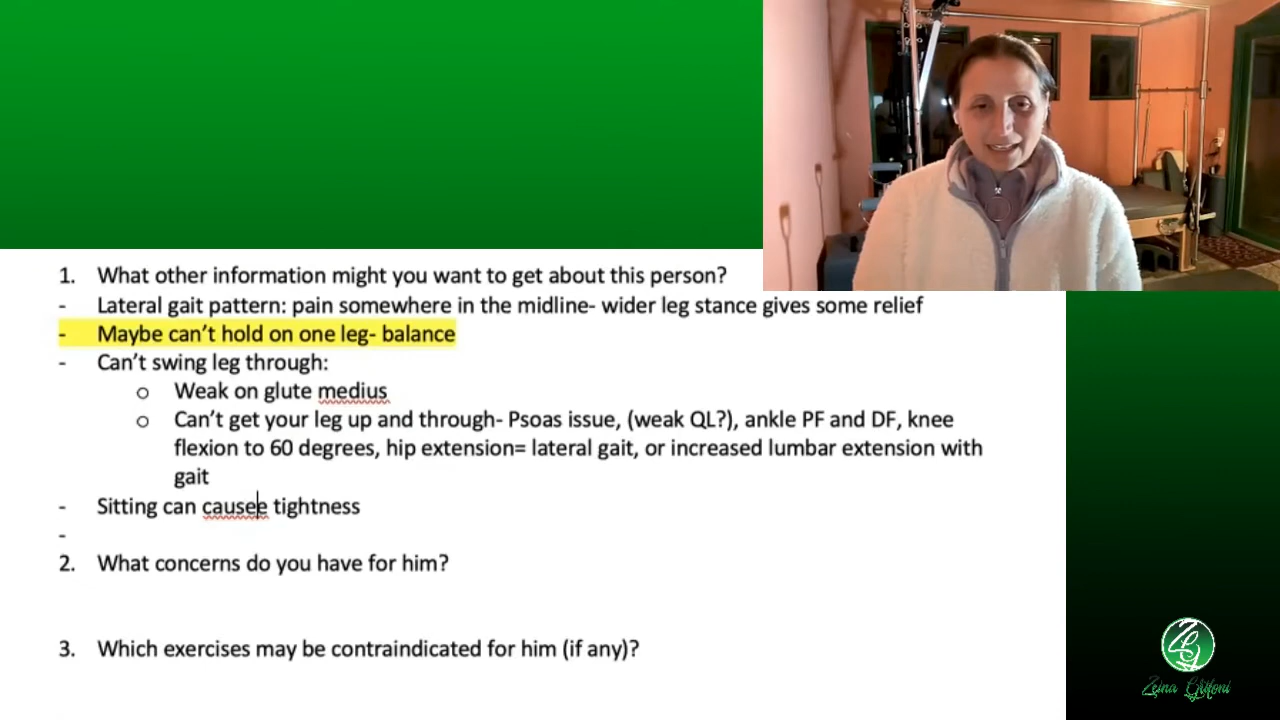 1. What other information might you want to get about this person?
- Lateral gait pattern: pain somewhere in the midline- wider leg stance gives some relief
- Maybe can't hold on one leg- balance
- Can't swing leg through:
o Weak on glute medius
o Can't get your leg up and through- Psoas issue, (weak QL?), ankle PF and DF, knee
flexion to 60 degrees, hip extension= lateral gait, or increased lumbar extension with
gait
- Sitting can causee tightness
-
2. What concerns do you have for him?
3. Which exercises may be contraindicated for him (if any)?
Zeina Grifoni